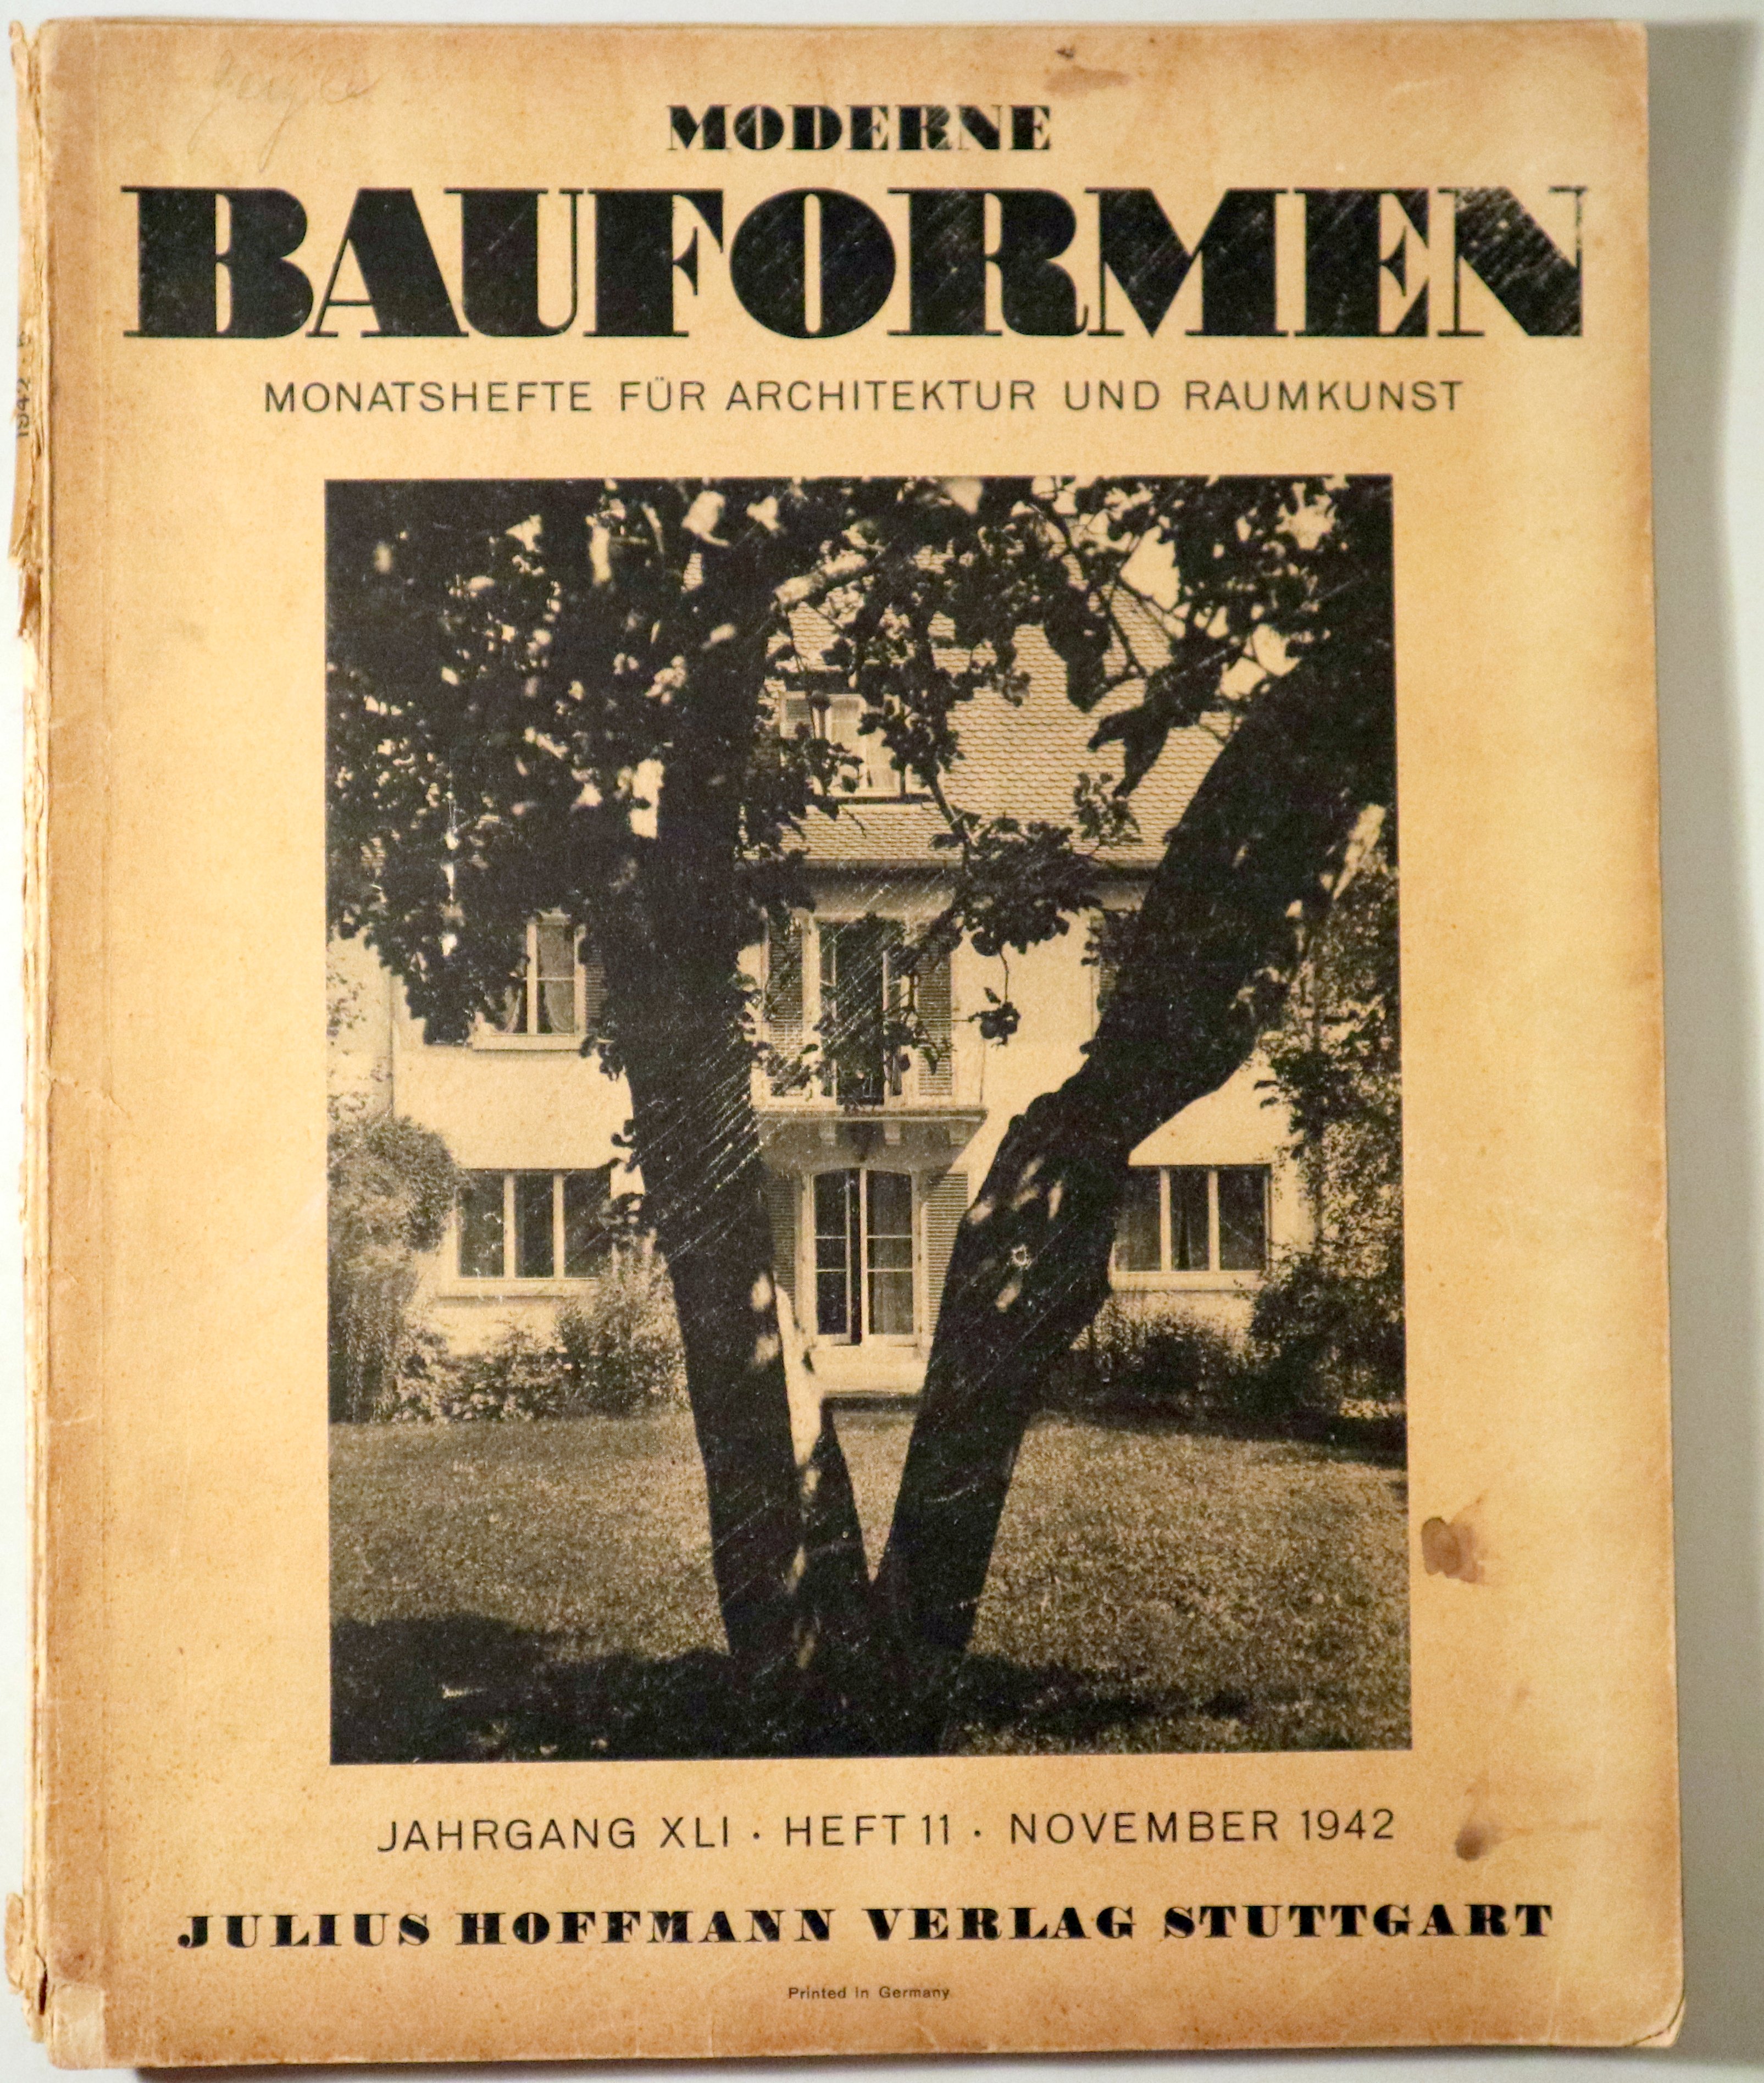 MODERNE
BAUFORMEN
MONATSHEFTE FÜR ARCHITEKTUR UND RAUMKUNST
JAHRGANG XLI · HEFT 11 · NOVEMBER 1942
JULIUS HOFFMANN VERLAG STUTTGART
Printed in Germany
1942